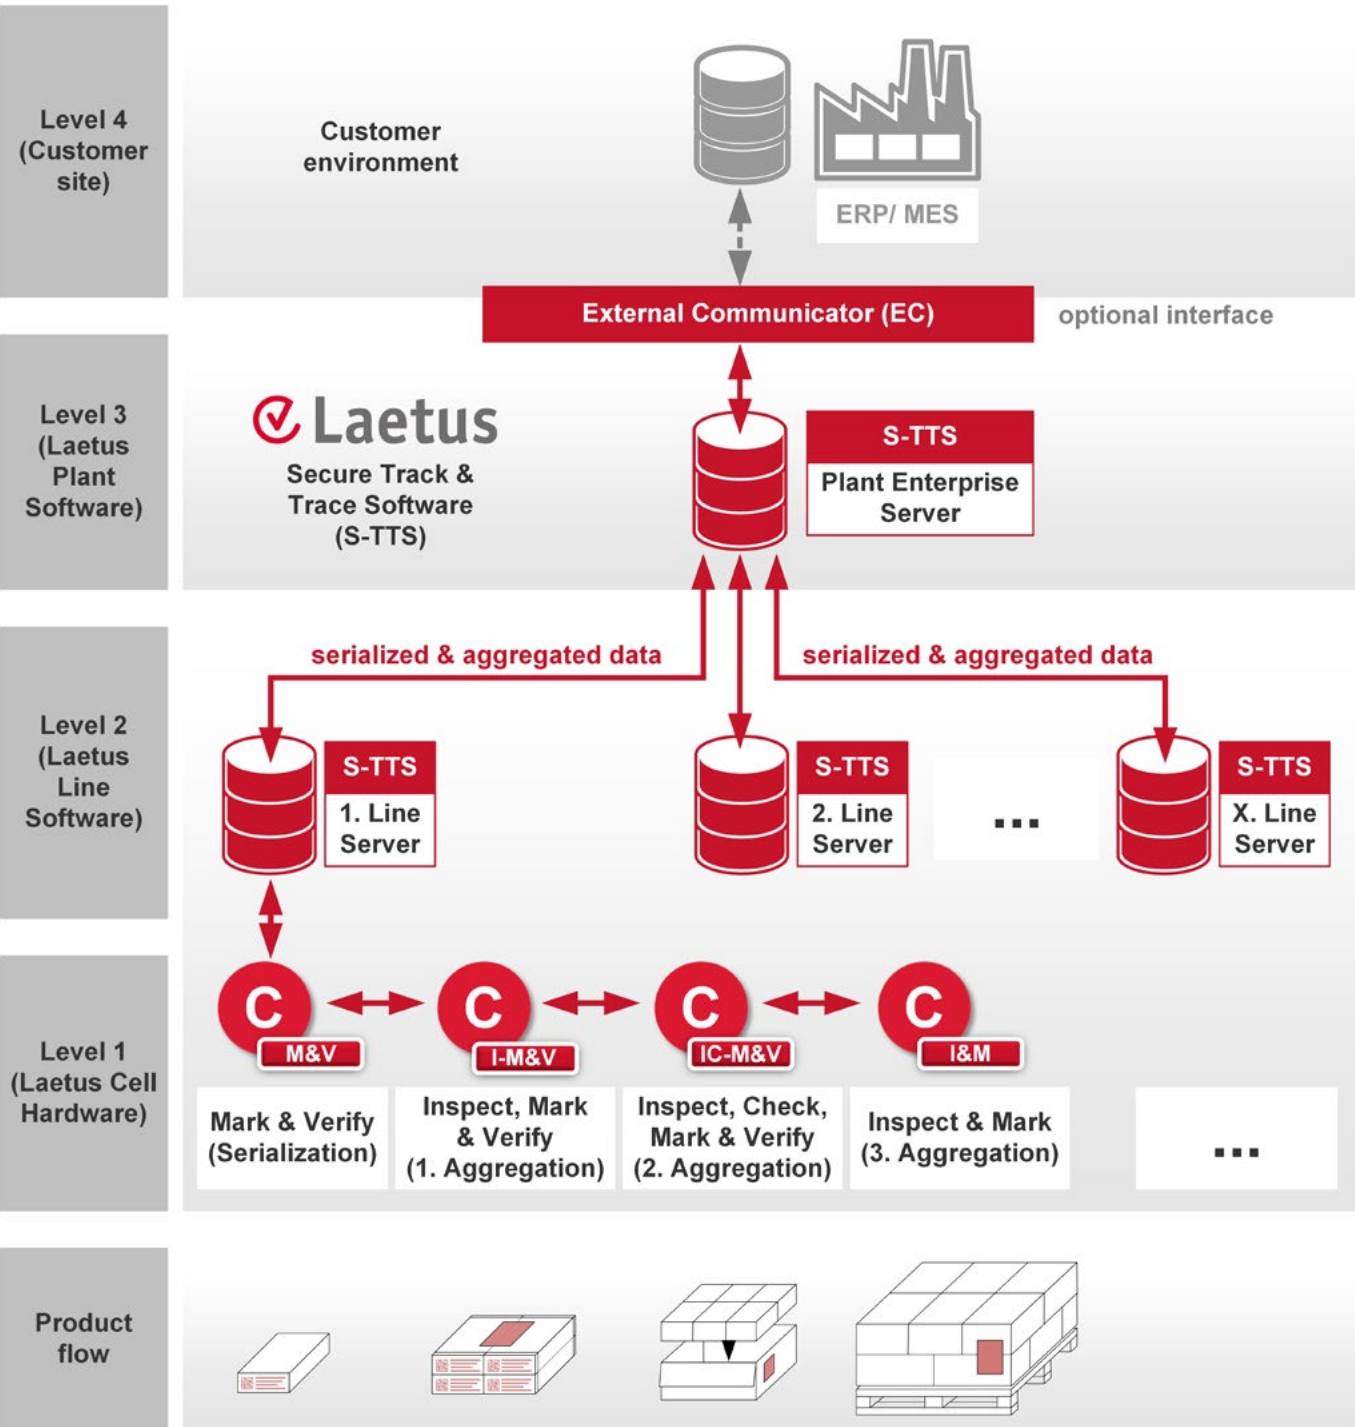 Level 4
(Customer
site)
Customer
environment
ERP/ MES
External Communicator (EC)
optional interface
Level 3
(Laetus
Plant
Software)
Laetus
Secure Track &
Trace Software
(S-TTS)
S-TTS
Plant Enterprise
Server
serialized & aggregated data
serialized & aggregated data
Level 2
(Laetus
Line
Software)
S-TTS
1. Line
Server
S-TTS
2. Line
Server
...
S-TTS
X. Line
Server
Level 1
(Laetus Cell
Hardware)
C
M&V
C
I-M&V
C
IC-M&V
C
I&M
Mark & Verify
(Serialization)
Inspect, Mark
& Verify
(1. Aggregation)
Inspect, Check,
Mark & Verify
(2. Aggregation)
Inspect & Mark
(3. Aggregation)
...
Product
flow